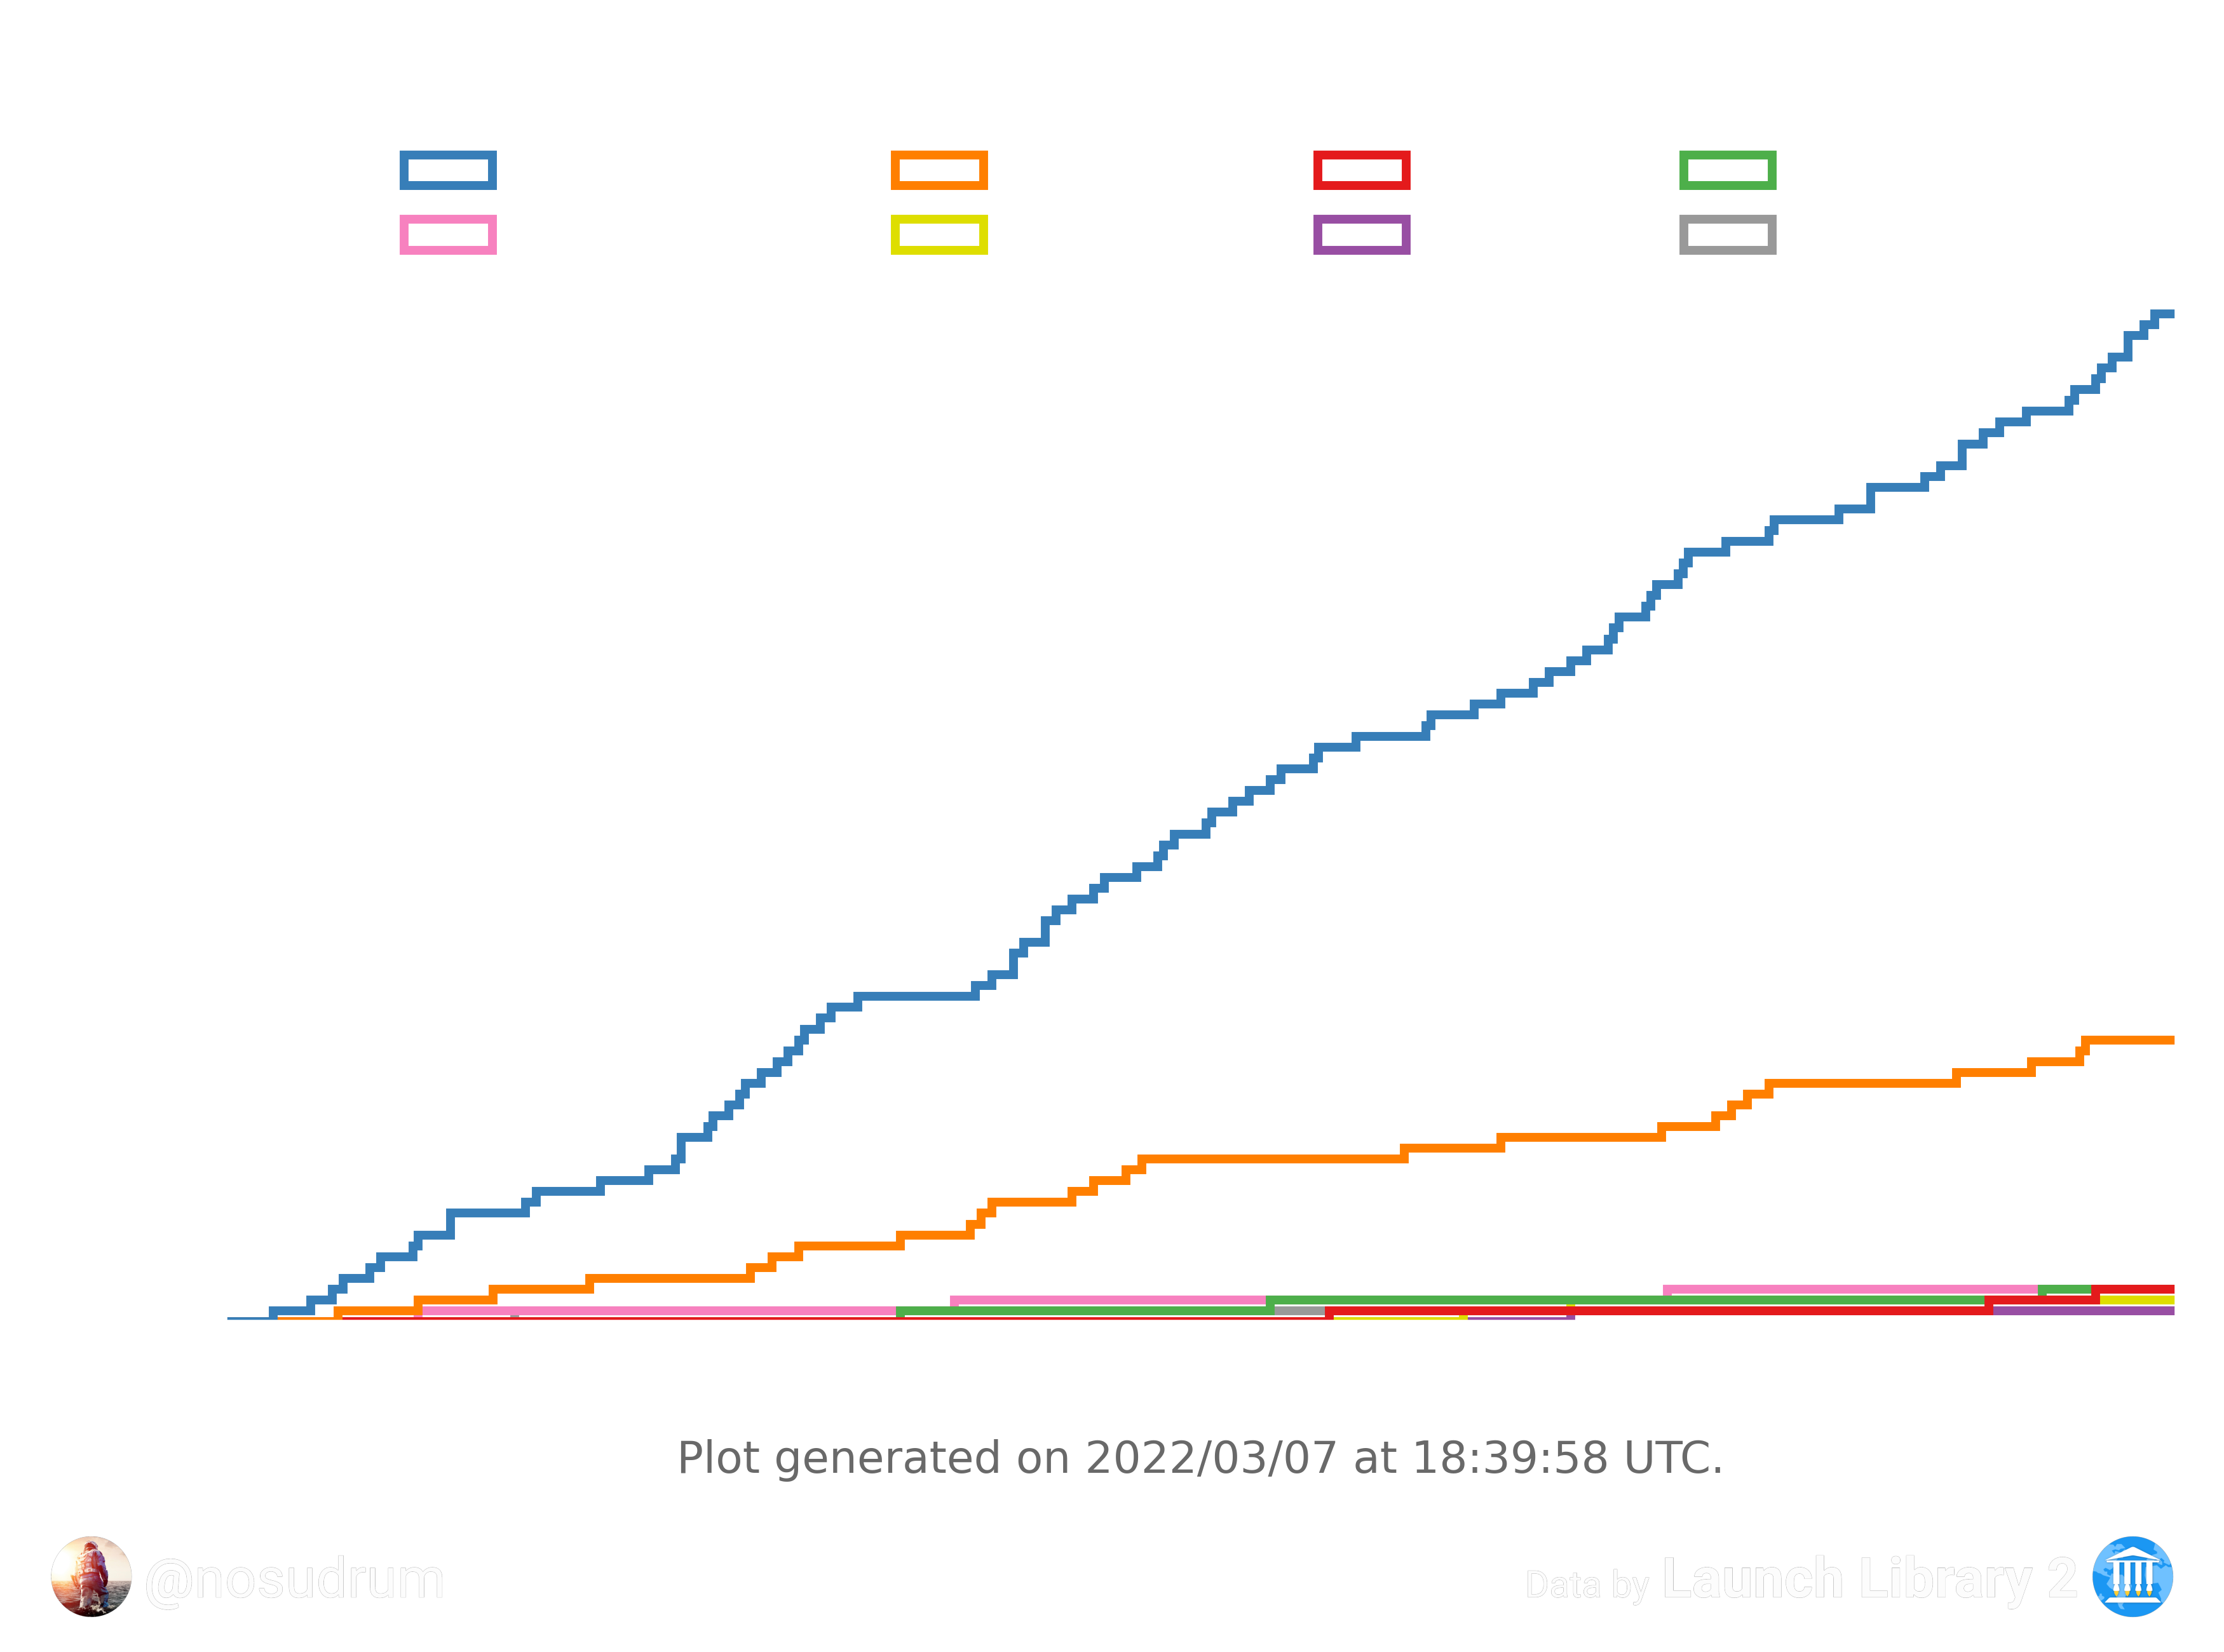 Plot generated on 2022/03/07 at 18:39:58 UTC.
@nosudrum
Data by Launch Library 2